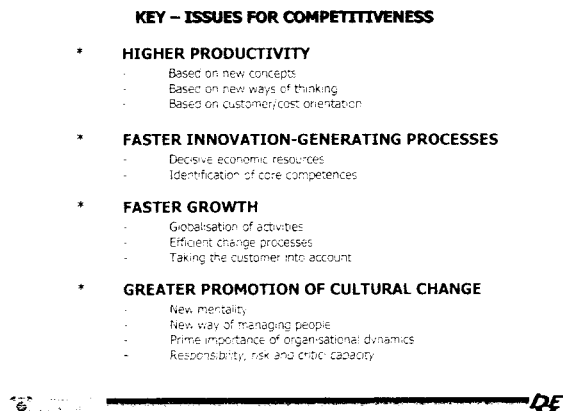 KEY – ISSUES FOR COMPETITIVENESS
* HIGHER PRODUCTIVITY
- Based on new concepts
- Based on new ways of thinking
- Based on customer/cost orientation
* FASTER INNOVATION-GENERATING PROCESSES
- Decisive economic resources
- Identification of core competences
* FASTER GROWTH
- Globalisation of activities
- Efficient change processes
- Taking the customer into account
* GREATER PROMOTION OF CULTURAL CHANGE
- New mentality
- New way of managing people
- Prime importance of organisational dynamics
- Responsibility, risk and critic capacity